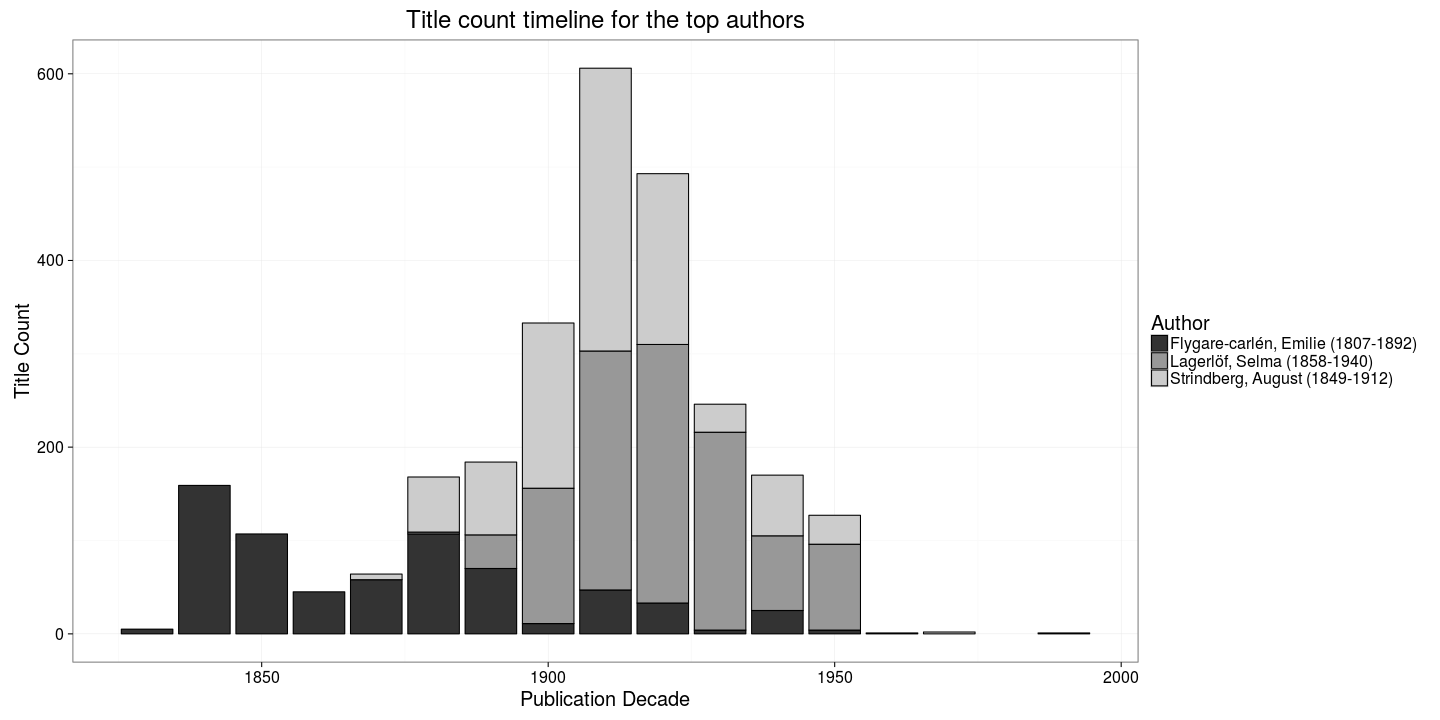 Title count timeline for the top authors
600
400
200
0
Title Count
1850
1900
1950
2000
Publication Decade
Author
Flygare-carlén, Emilie (1807-1892)
Lagerlöf, Selma (1858-1940)
Strindberg, August (1849-1912)